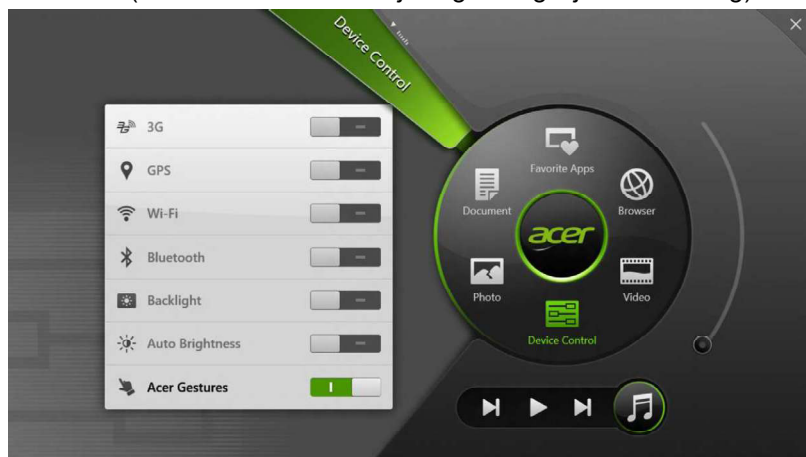 Device Control
3G
GPS
Wi-Fi
Bluetooth
Backlight
Auto Brightness
Acer Gestures
Favorite Apps
Document
Browser
acer
Photo
Video
Device Control